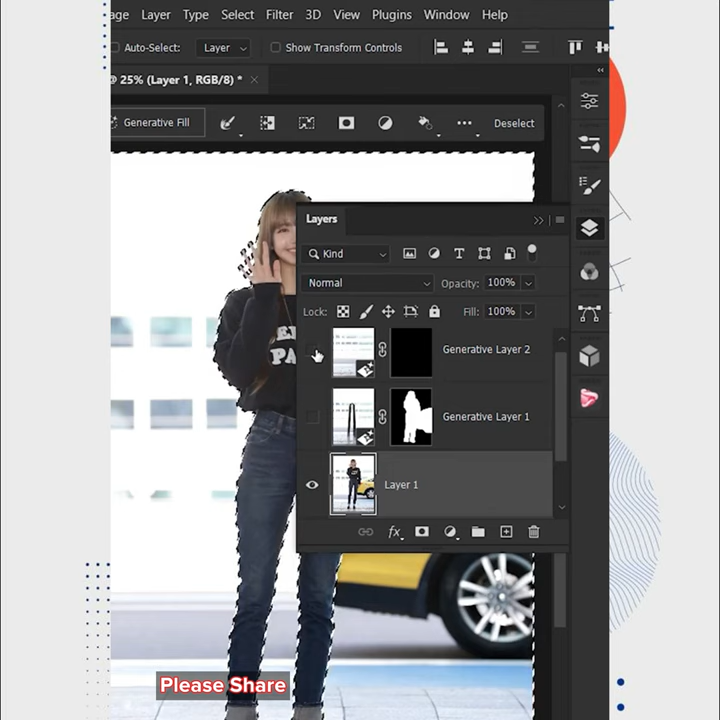 age Layer Type Select Filter 3D View Plugins Window Help
Auto-Select: Layer Show Transform Controls
@ 25% (Layer 1, RGB/8) *
Generative Fill Deselect
Layers
Kind
Normal Opacity: 100%
Lock: Fill: 100%
Generative Layer 2
Generative Layer 1
Layer 1
fx
Please Share